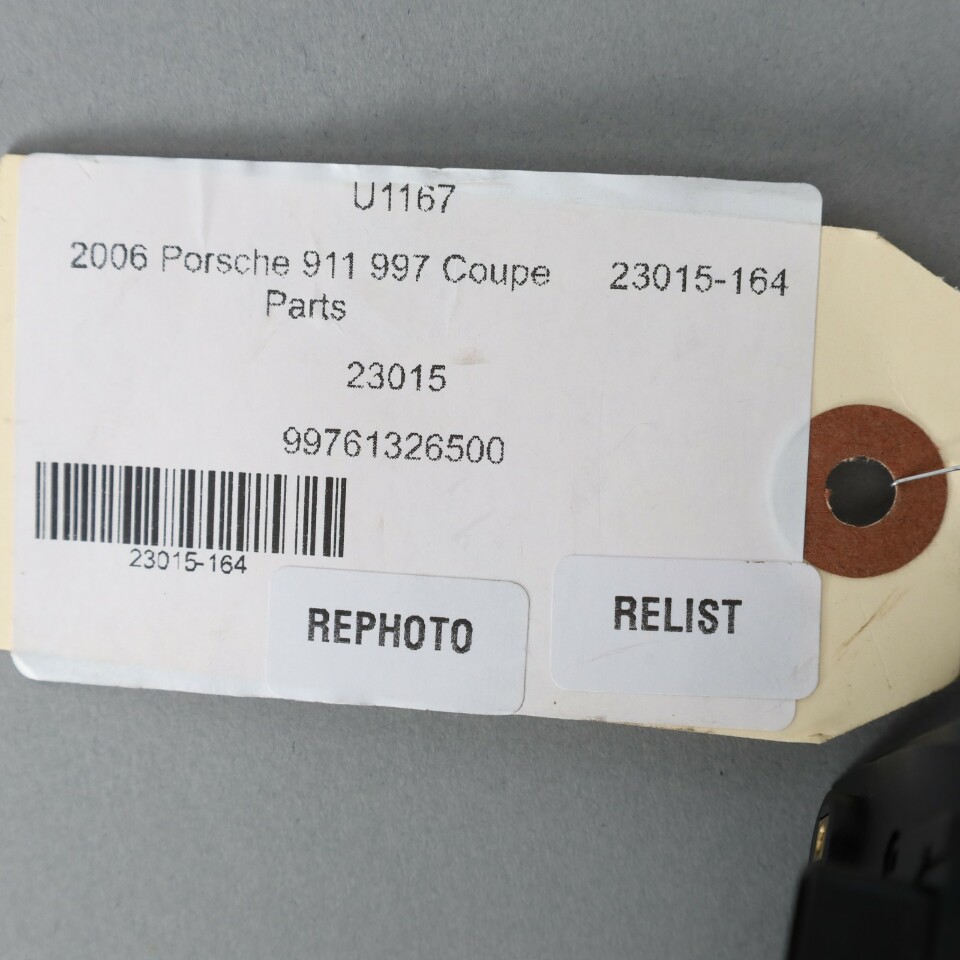 U1167
2006 Porsche 911 997 Coupe 23015-164
Parts
23015
99761326500
23015-164
REPHOTO RELIST